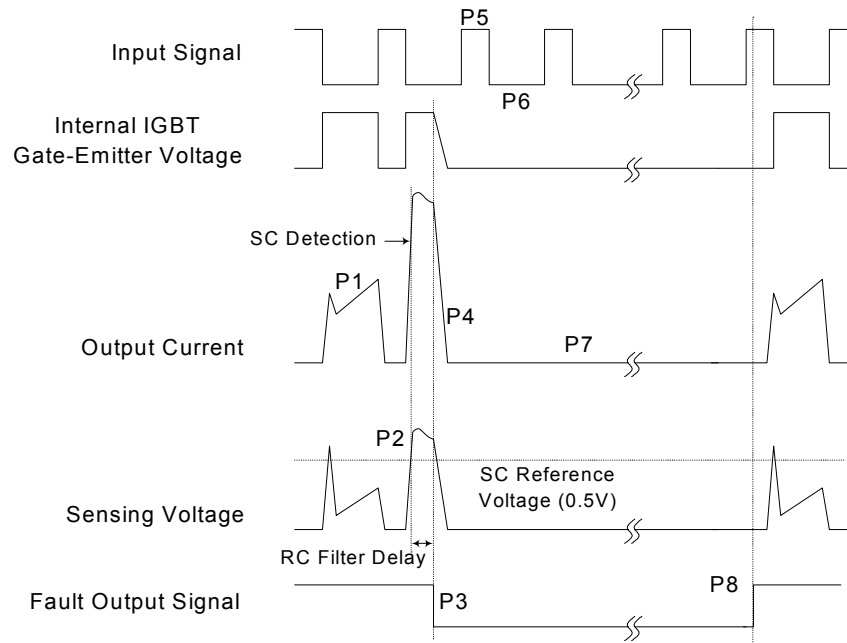 P5
Input Signal
P6
Internal IGBT
Gate-Emitter Voltage
SC Detection
P1
P4
Output Current
P7
P2
SC Reference
Voltage (0.5V)
Sensing Voltage
RC Filter Delay
Fault Output Signal
P3
P8